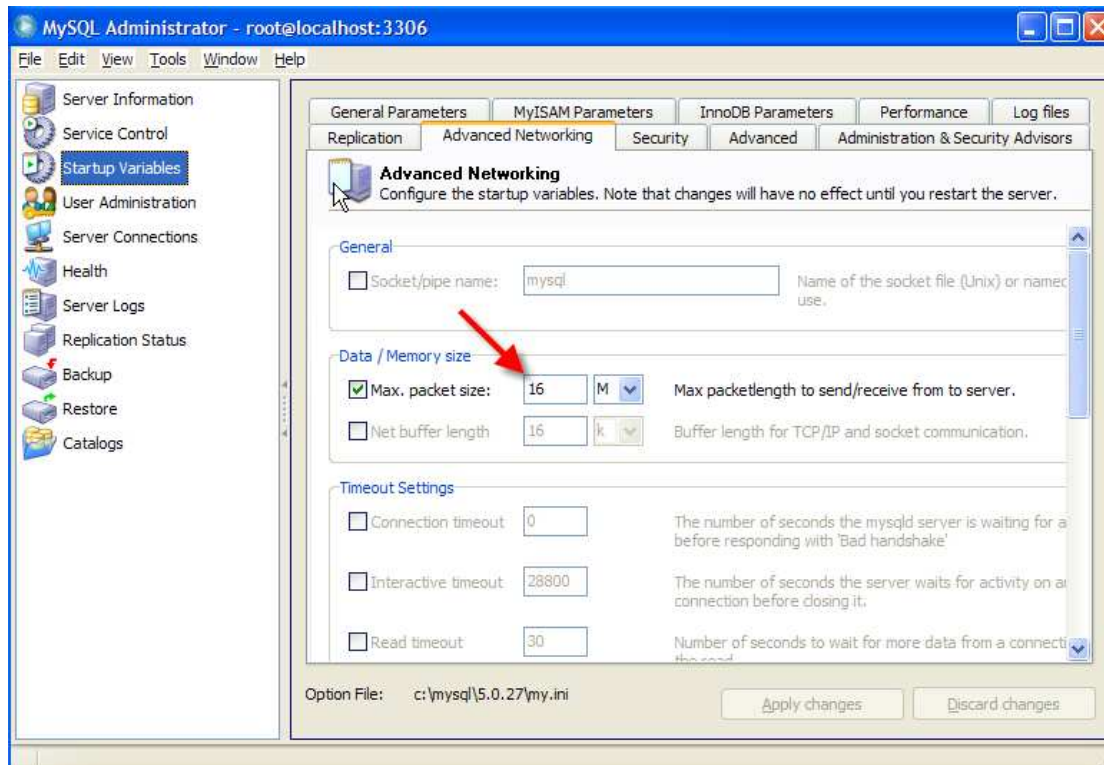 MySQL Administrator - root@localhost:3306
File Edit View Tools Window Help
Server Information
Service Control
Startup Variables
User Administration
Server Connections
Health
Server Logs
Replication Status
Backup
Restore
Catalogs
General Parameters MyISAM Parameters InnoDB Parameters Performance Log files
Replication Advanced Networking Security Advanced Administration & Security Advisors
Advanced Networking
Configure the startup variables. Note that changes will have no effect until you restart the server.
General
Socket/pipe name: mysql Name of the socket file (Unix) or named
use.
Data / Memory size
Max. packet size: 16 M Max packetlength to send/receive from to server.
Net buffer length 16 k Buffer length for TCP/IP and socket communication.
Timeout Settings
Connection timeout 0 The number of seconds the mysqld server is waiting for a
before responding with 'Bad handshake'
Interactive timeout 28800 The number of seconds the server waits for activity on an
connection before closing it.
Read timeout 30 Number of seconds to wait for more data from a connecti
the read
Option File: c:\mysql\5.0.27\my.ini
Apply changes Discard changes